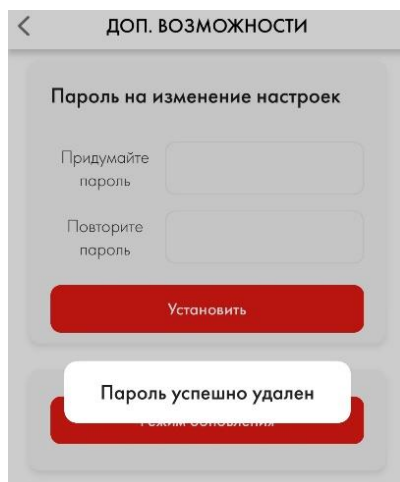 ДОП. ВОЗМОЖНОСТИ
Пароль на изменение настроек
Придумайте
пароль
Повторите
пароль
Установить
Пароль успешно удален